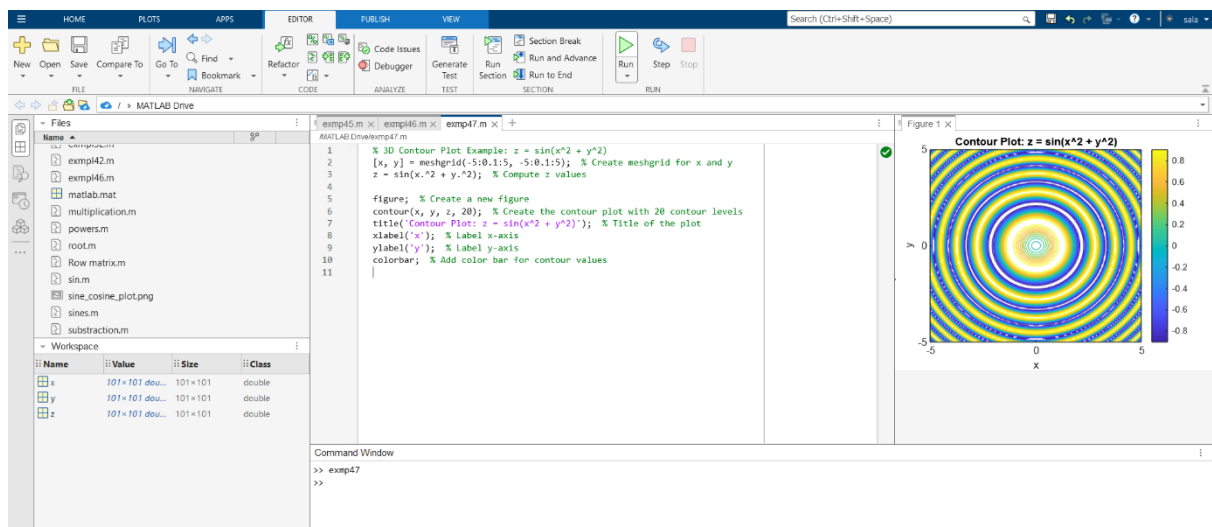 HOME PLOTS APPS EDITOR PUBLISH VIEW Search (Ctrl+Shift+Space) sala
New Open Save Compare To Go To Find Bookmark Refactor Code Issues Debugger Generate Test Run Section Section Break Run and Advance Run to End Run Step Stop
FILE NAVIGATE CODE ANALYZE TEST SECTION RUN
/ › MATLAB Drive
Files
Name
exmpl42.m
exmpl46.m
matlab.mat
multiplication.m
powers.m
root.m
Row matrix.m
sin.m
sine_cosine_plot.png
sines.m
substraction.m
Workspace
Name Value Size Class
x 101×101 dou... 101×101 double
y 101×101 dou... 101×101 double
z 101×101 dou... 101×101 double
exmp45.m × exmpl46.m × exmp47.m × +
/MATLAB Drive/exmp47.m
1 % 3D Contour Plot Example: z = sin(x^2 + y^2)
2 [x, y] = meshgrid(-5:0.1:5, -5:0.1:5); % Create meshgrid for x and y
3 z = sin(x.^2 + y.^2); % Compute z values
4
5 figure; % Create a new figure
6 contour(x, y, z, 20); % Create the contour plot with 20 contour levels
7 title('Contour Plot: z = sin(x^2 + y^2)'); % Title of the plot
8 xlabel('x'); % Label x-axis
9 ylabel('y'); % Label y-axis
10 colorbar; % Add color bar for contour values
11
Command Window
>> exmp47
>>
Figure 1 ×
Contour Plot: z = sin(x^2 + y^2)
5
y 0
-5
-5 0 5
x
0.8
0.6
0.4
0.2
0
-0.2
-0.4
-0.6
-0.8